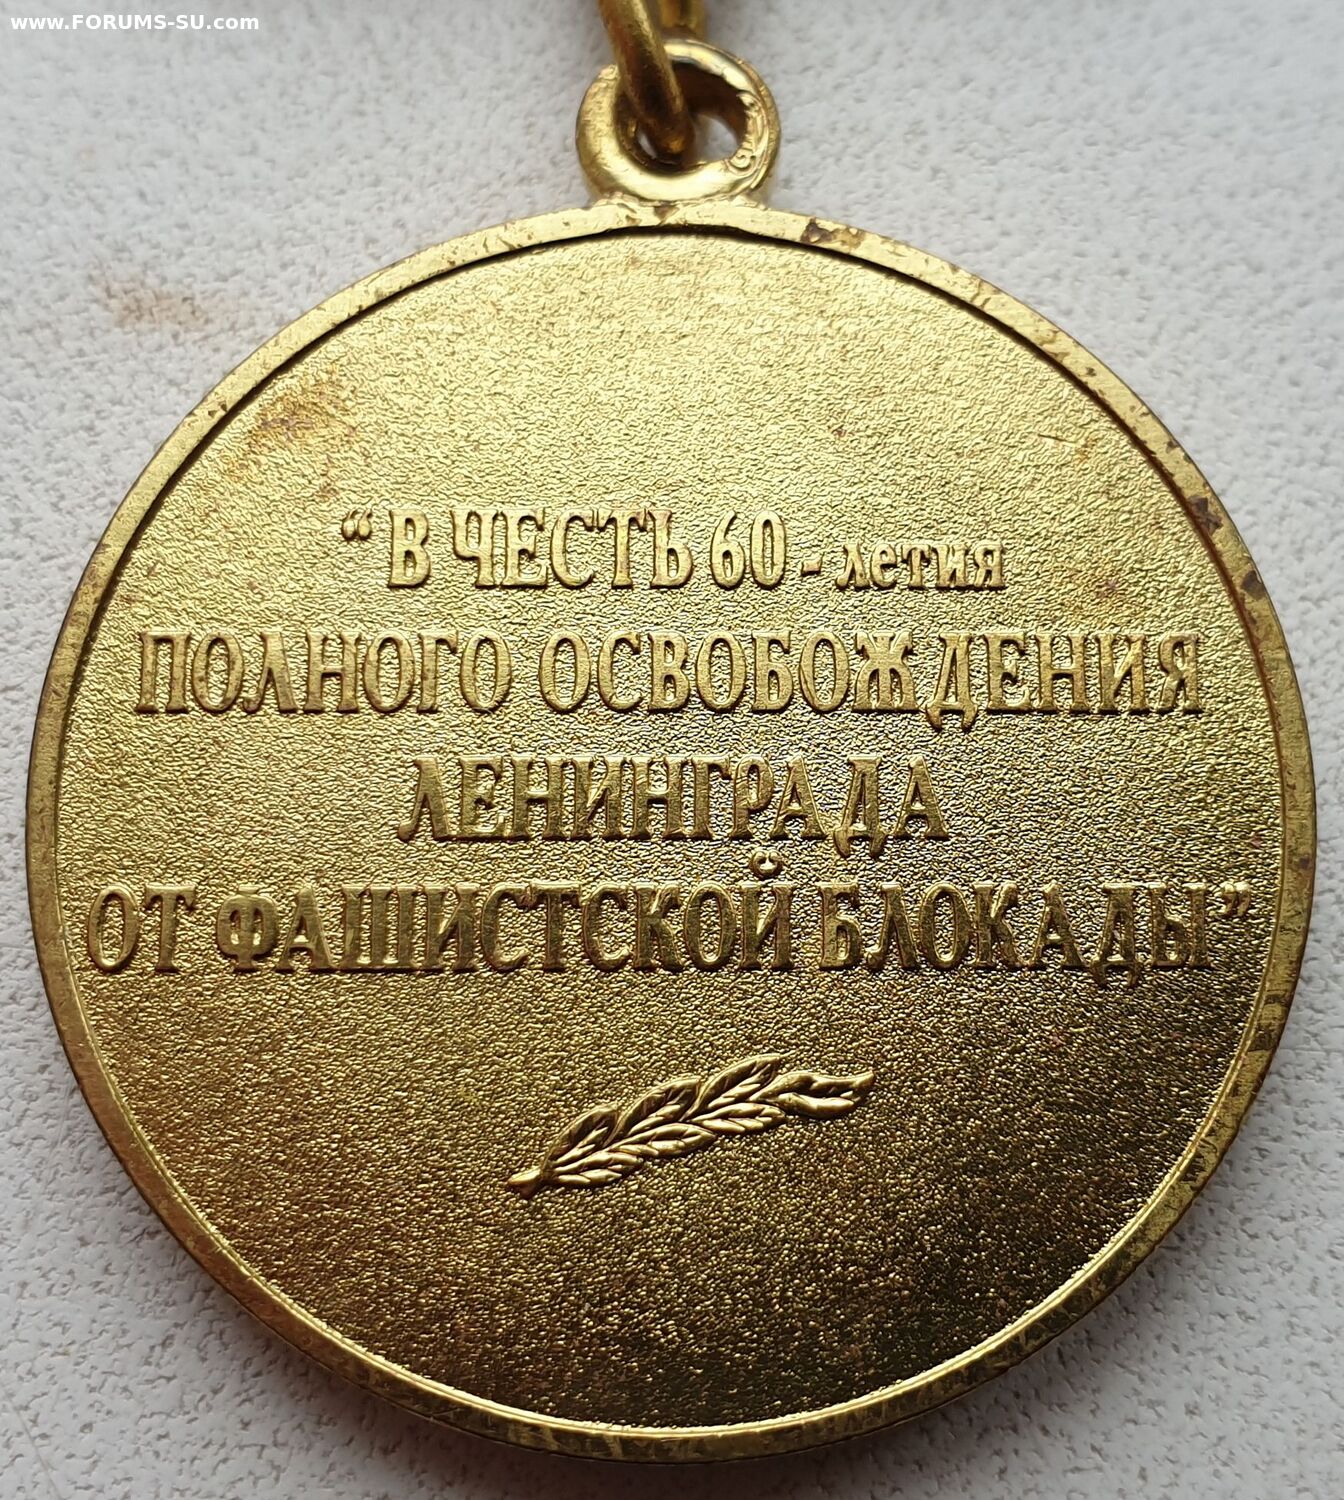 www.FORUMS-SU.com
“В ЧЕСТЬ 60 - летия
ПОЛНОГО ОСВОБОЖДЕНИЯ
ЛЕНИНГРАДА
ОТ ФАШИСТСКОЙ БЛОКАДЫ”